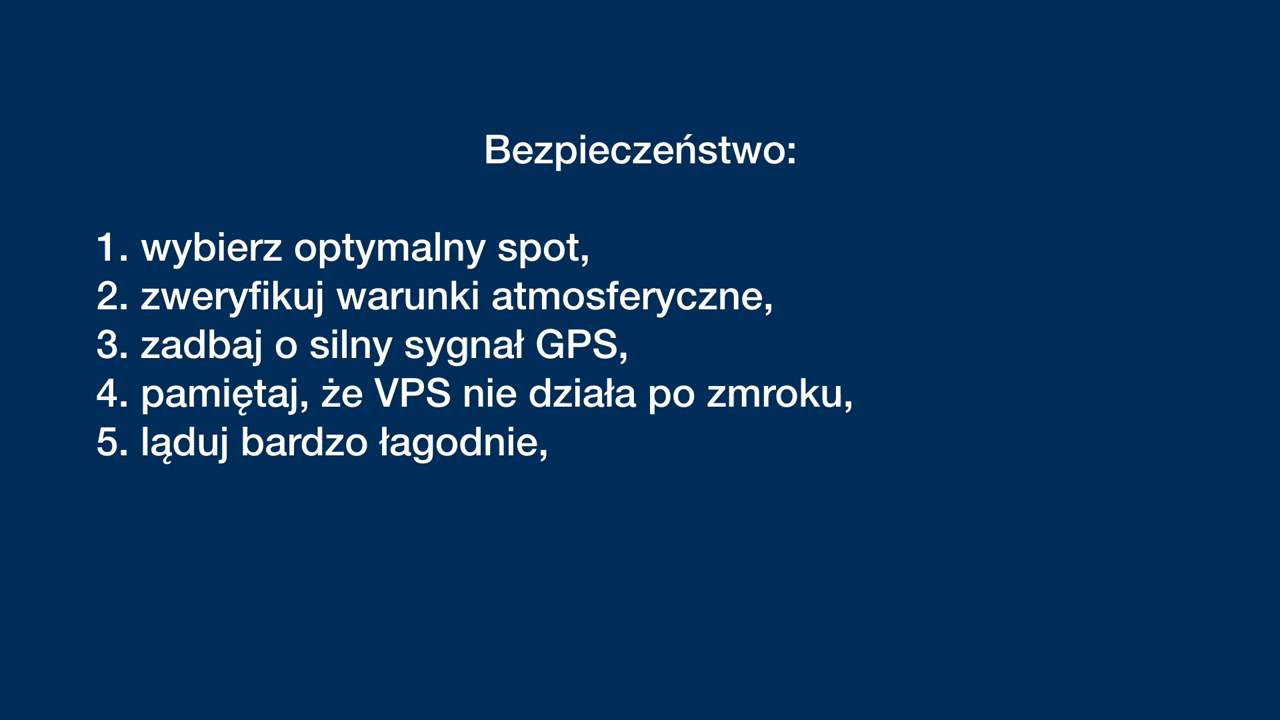 Bezpieczeństwo:
1. wybierz optymalny spot,
2. zweryfikuj warunki atmosferyczne,
3. zadbaj o silny sygnał GPS,
4. pamiętaj, że VPS nie działa po zmroku,
5. ląduj bardzo łagodnie,